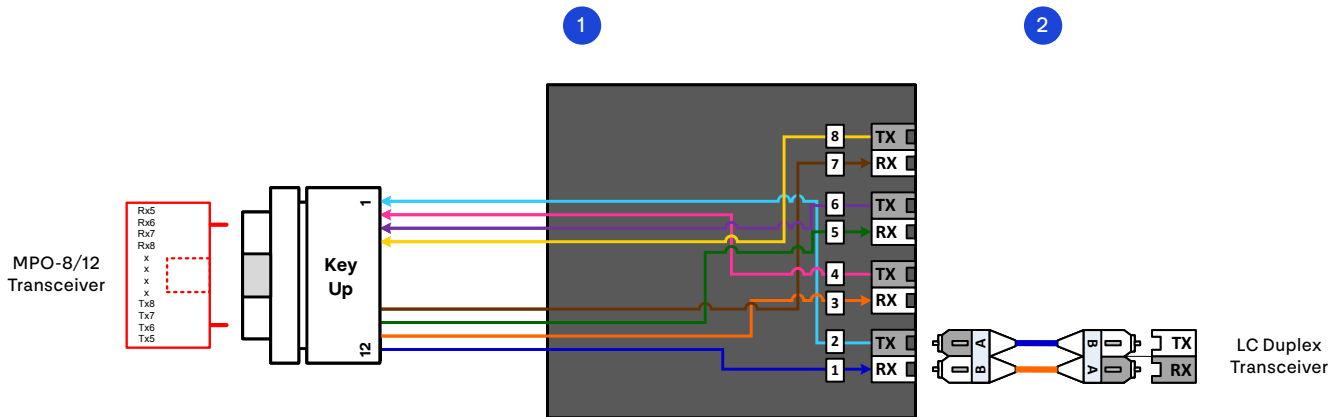 1
2
MPO-8/12
Transceiver
Rx5
Rx6
Rx7
Rx8
x
x
x
x
Tx8
Tx7
Tx6
Tx5
1
Key
Up
12
8 TX
7 RX
6 TX
5 RX
4 TX
3 RX
2 TX
1 RX
A B TX
B A RX
LC Duplex
Transceiver